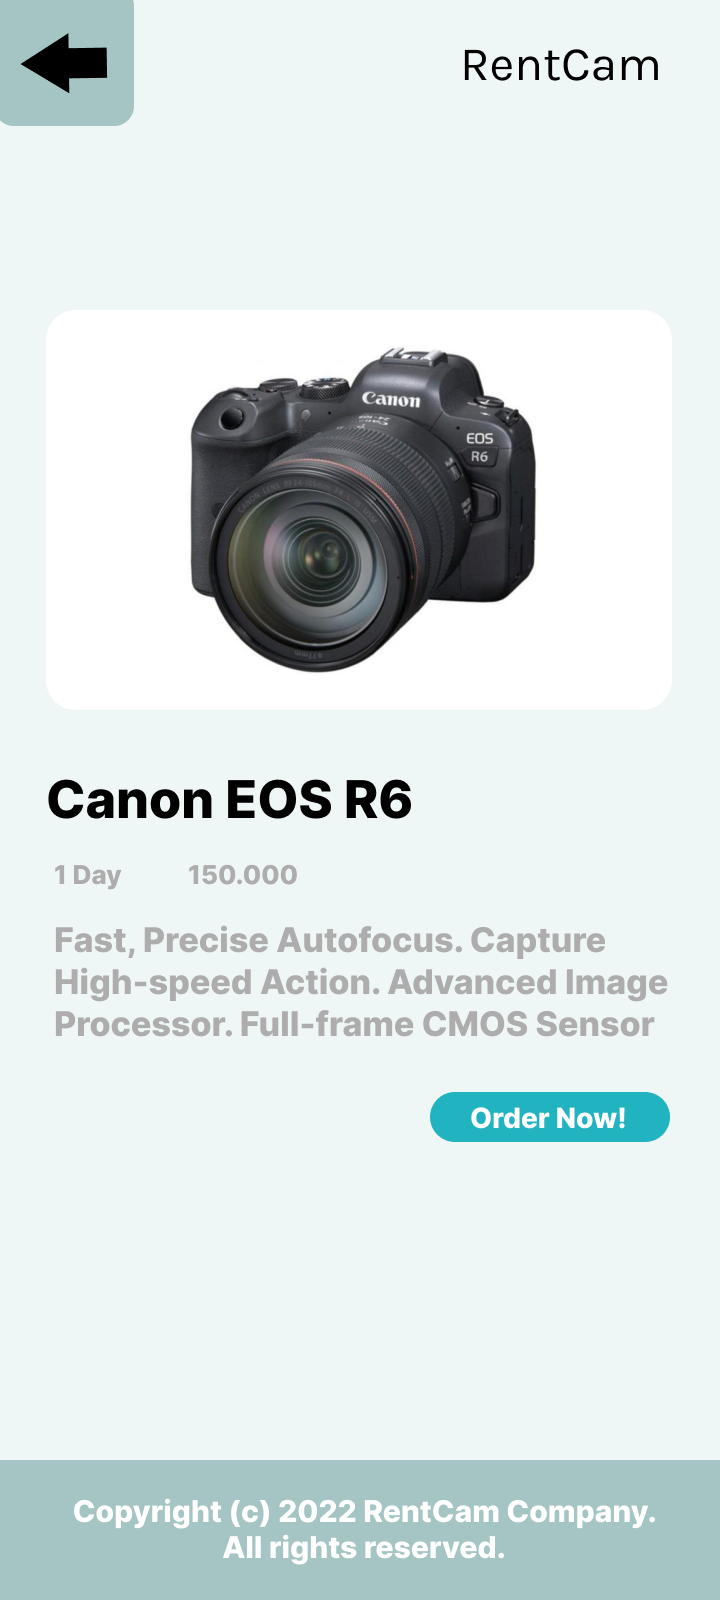 RentCam
Canon
EOS
R6
Canon EOS R6
1 Day 150.000
Fast, Precise Autofocus. Capture
High-speed Action. Advanced Image
Processor. Full-frame CMOS Sensor
Order Now!
Copyright (c) 2022 RentCam Company.
All rights reserved.